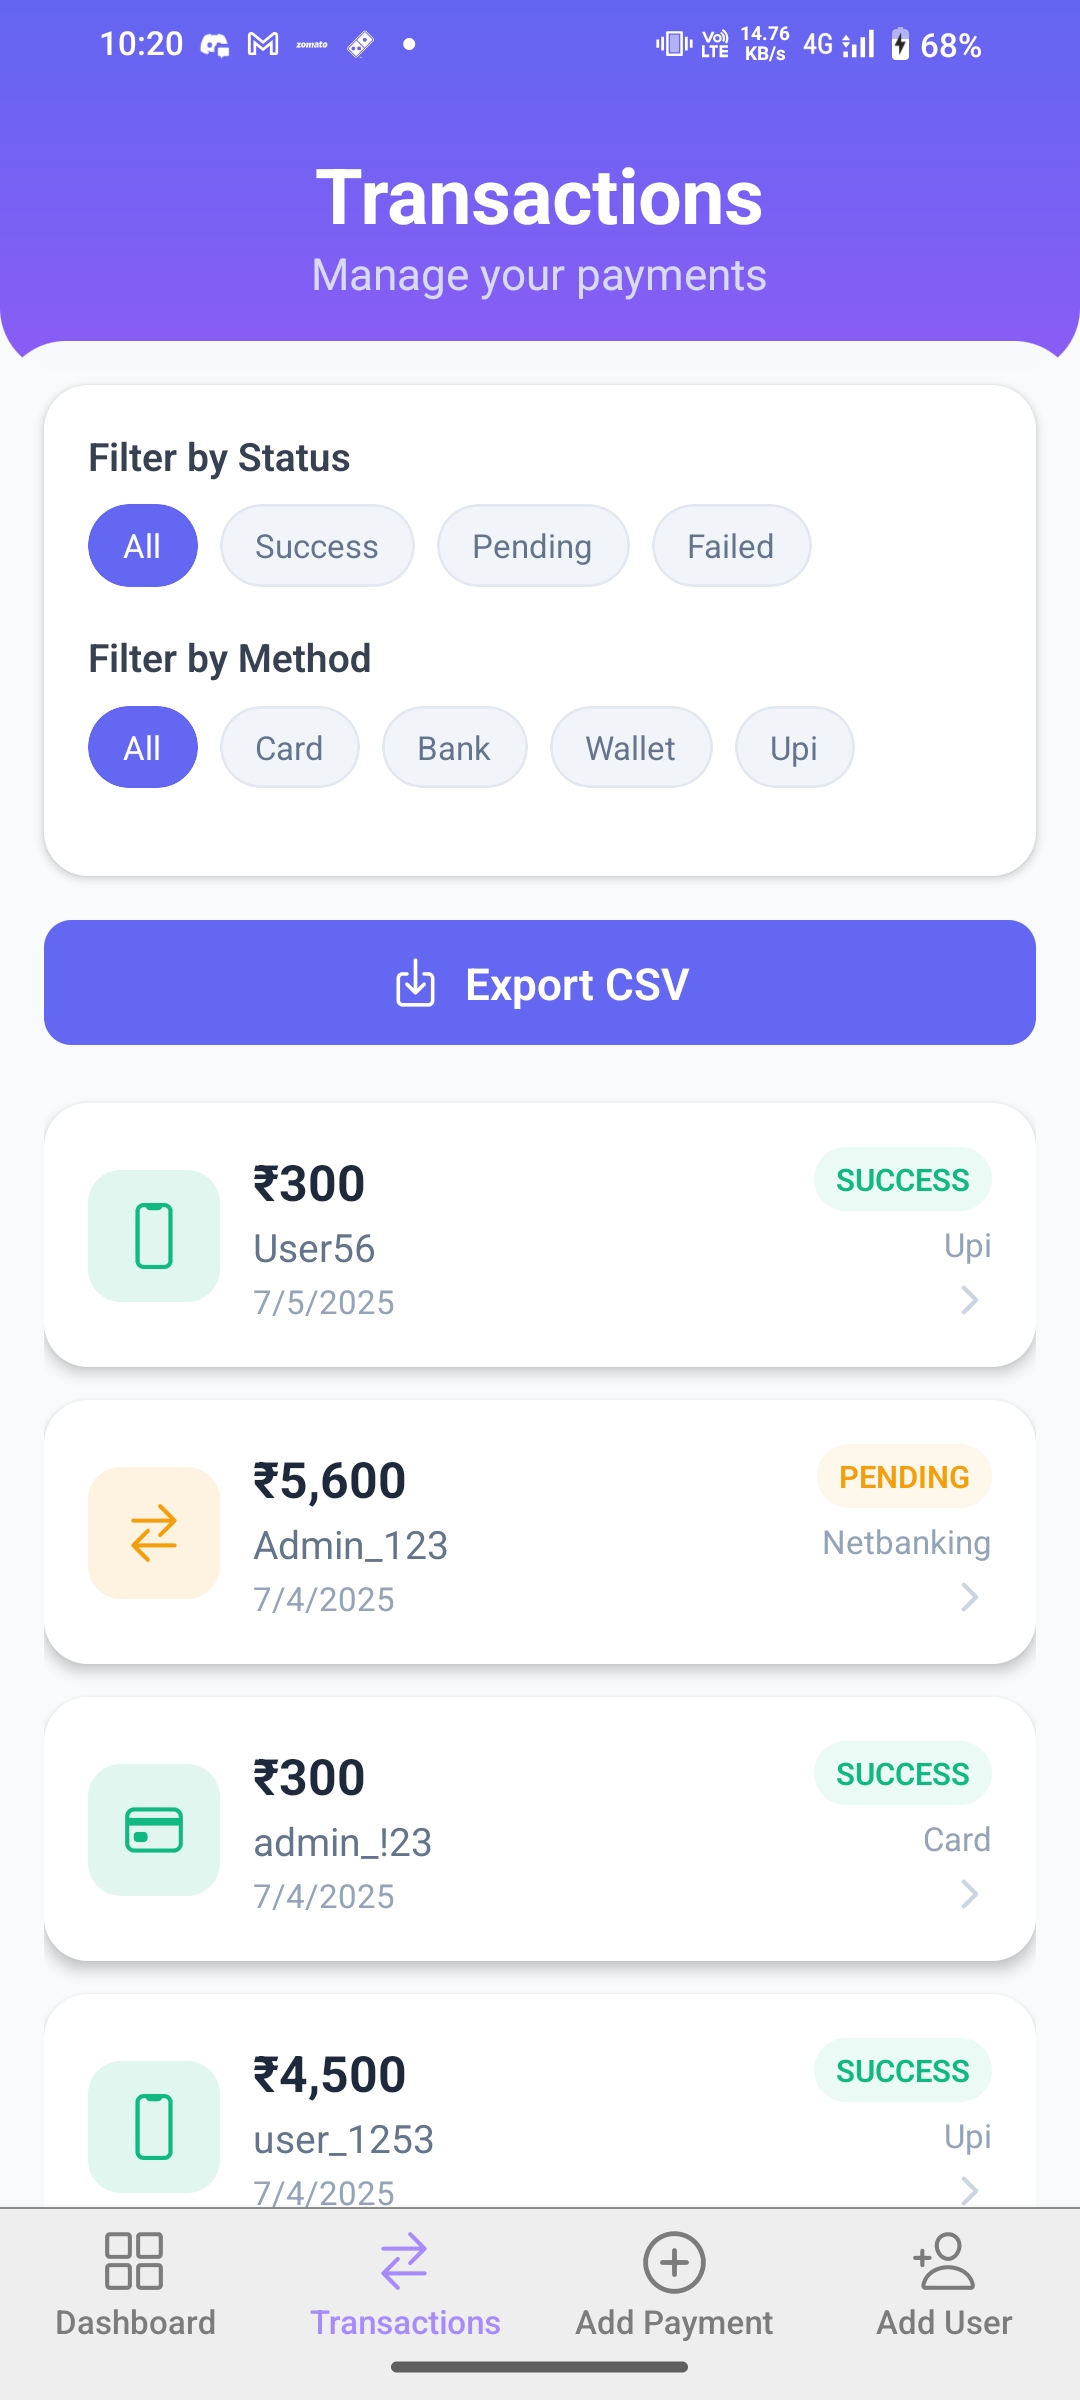 10:20 zomato Vo) LTE 14.76 KB/s 4G 68%
Transactions
Manage your payments
Filter by Status
All Success Pending Failed
Filter by Method
All Card Bank Wallet Upi
Export CSV
₹300 SUCCESS
User56 Upi
7/5/2025
₹5,600 PENDING
Admin_123 Netbanking
7/4/2025
₹300 SUCCESS
admin_!23 Card
7/4/2025
₹4,500 SUCCESS
user_1253 Upi
7/4/2025
Dashboard Transactions Add Payment Add User